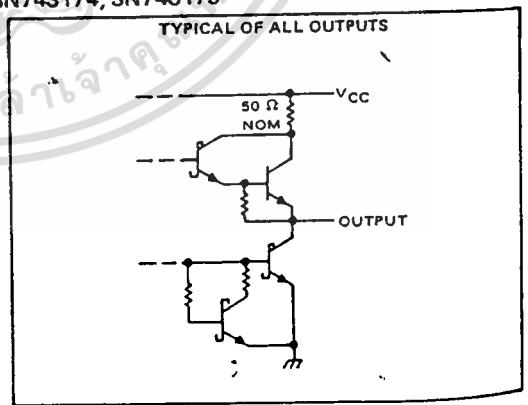 SN74S174, SN74S175
TYPICAL OF ALL OUTPUTS
VCC
50 Ω
NOM
OUTPUT